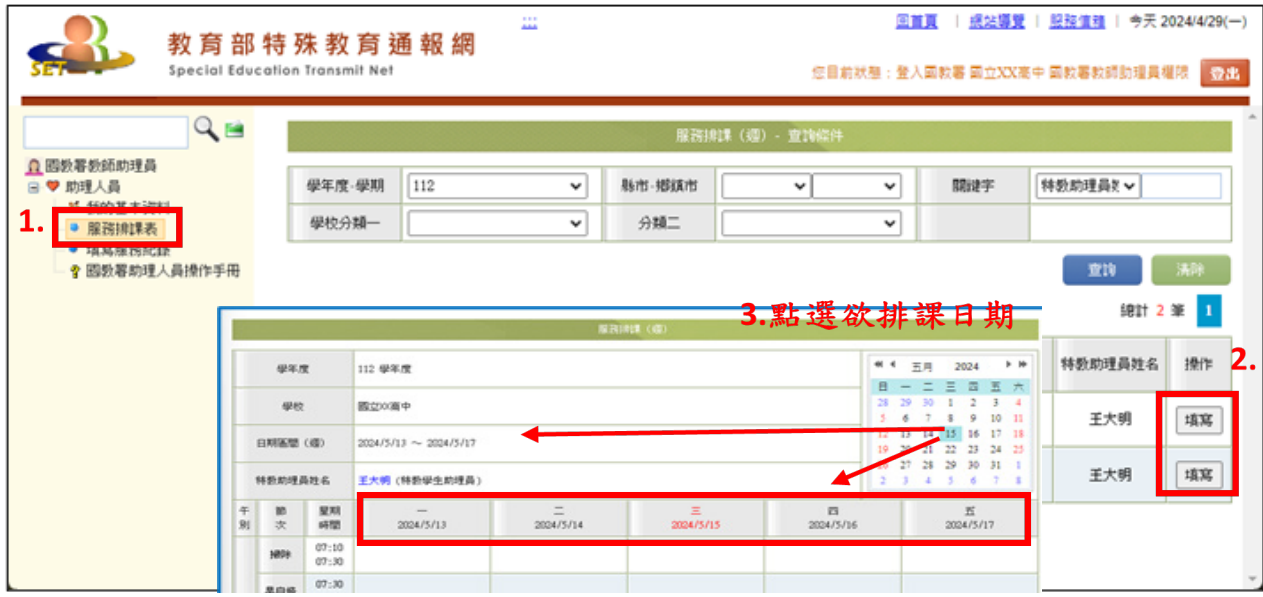 :::
回首頁 | 網站導覽 | 服務信箱 | 今天 2024/4/29(一)
SET
教育部特殊教育通報網
Special Education Transmit Net
您目前狀態：登入國教署 國立XX高中 國教署教師助理員權限 登出
國教署教師助理員
助理人員
我的基本資料
1.
服務排課表
填寫服務紀錄
國教署助理人員操作手冊
服務排課（週）- 查詢條件
學年度-學期 112 縣市-鄉鎮市 關鍵字 特教助理員姓
學校分類一 分類二
查詢 清除
總計 2 筆 1
特教助理員姓名 操作
2.
王大明 填寫
王大明 填寫
3.點選欲排課日期
服務排課（週）
學年度 112 學年度
學校 國立XX高中
日期區間（週） 2024/5/13 ～ 2024/5/17
特教助理員姓名 王大明 (特教學生助理員)
五月 2024
日 一 二 三 四 五 六
28 29 30 1 2 3 4
5 6 7 8 9 10 11
12 13 14 15 16 17 18
19 20 21 22 23 24 25
27 28 29 30 31 1
2 3 4 5 6 7 8
午別 節次 星期時間 一 2024/5/13 二 2024/5/14 三 2024/5/15 四 2024/5/16 五 2024/5/17
掃除 07:10 07:30
07:30